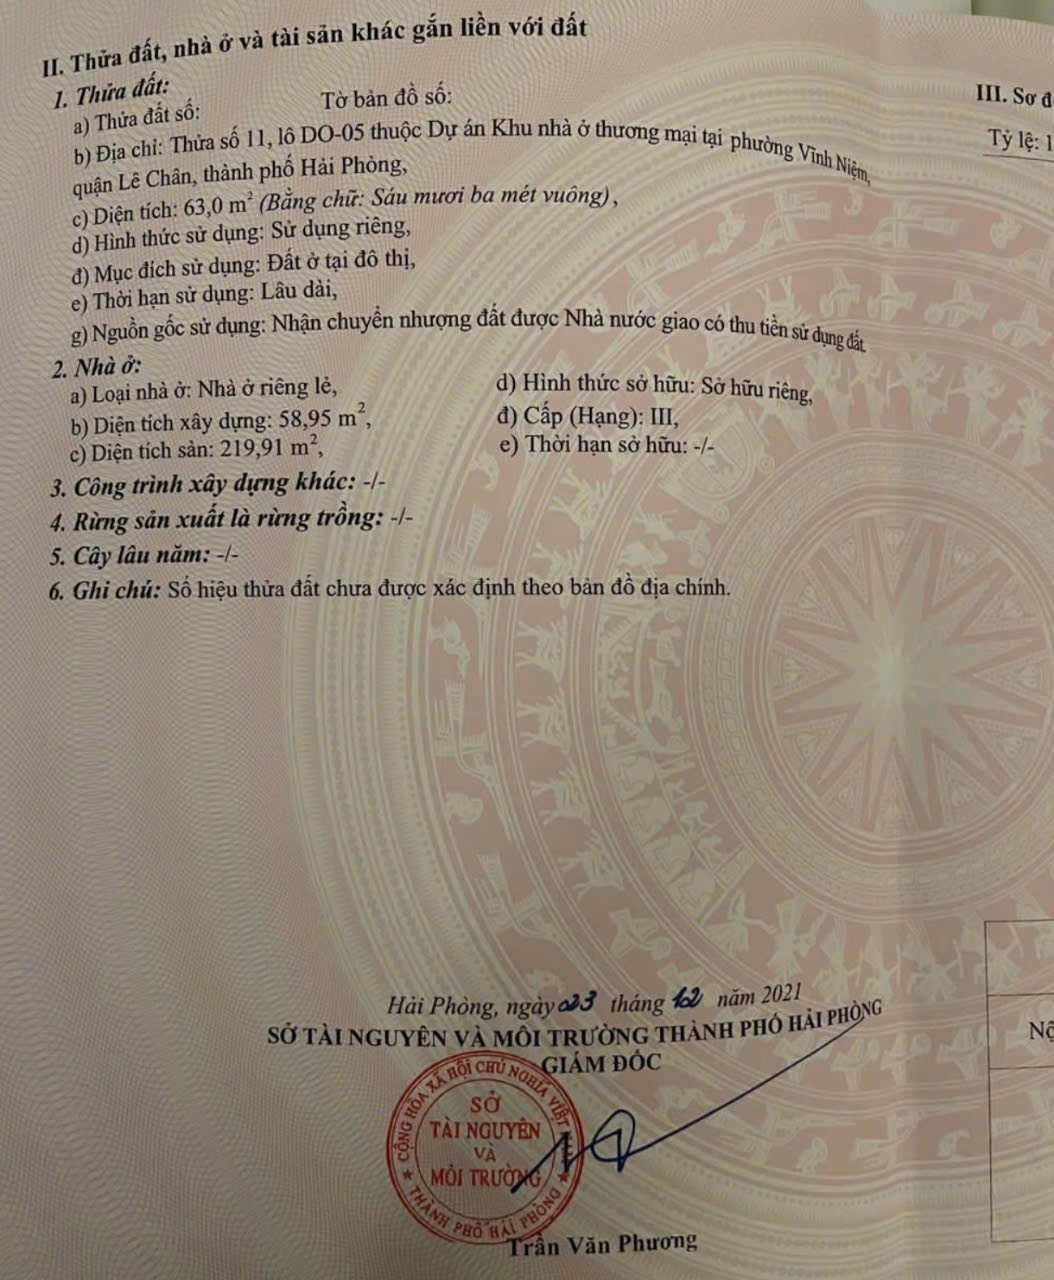 II. Thửa đất, nhà ở và tài sản khác gắn liền với đất
1. Thửa đất:
a) Thửa đất số: Tờ bản đồ số:
b) Địa chỉ: Thửa số 11, lô DO-05 thuộc Dự án Khu nhà ở thương mại tại phường Vĩnh Niệm,
quận Lê Chân, thành phố Hải Phòng,
c) Diện tích: 63,0 m² (Bằng chữ: Sáu mươi ba mét vuông),
d) Hình thức sử dụng: Sử dụng riêng,
đ) Mục đích sử dụng: Đất ở tại đô thị,
e) Thời hạn sử dụng: Lâu dài,
g) Nguồn gốc sử dụng: Nhận chuyển nhượng đất được Nhà nước giao có thu tiền sử dụng đất.
2. Nhà ở:
a) Loại nhà ở: Nhà ở riêng lẻ, d) Hình thức sở hữu: Sở hữu riêng,
b) Diện tích xây dựng: 58,95 m², đ) Cấp (Hạng): III,
c) Diện tích sàn: 219,91 m², e) Thời hạn sở hữu: -/-
3. Công trình xây dựng khác: -/-
4. Rừng sản xuất là rừng trồng: -/-
5. Cây lâu năm: -/-
6. Ghi chú: Số hiệu thửa đất chưa được xác định theo bản đồ địa chính.
III. Sơ đ
Tỷ lệ: 1
Nộ
Hải Phòng, ngày 23 tháng 12 năm 2021
SỞ TÀI NGUYÊN VÀ MÔI TRƯỜNG THÀNH PHỐ HẢI PHÒNG
GIÁM ĐỐC
CỘNG HÒA XÃ HỘI CHỦ NGHĨA VIỆT NAM
SỞ
TÀI NGUYÊN
VÀ
MÔI TRƯỜNG
★ THÀNH PHỐ HẢI PHÒNG ★
Trần Văn Phương